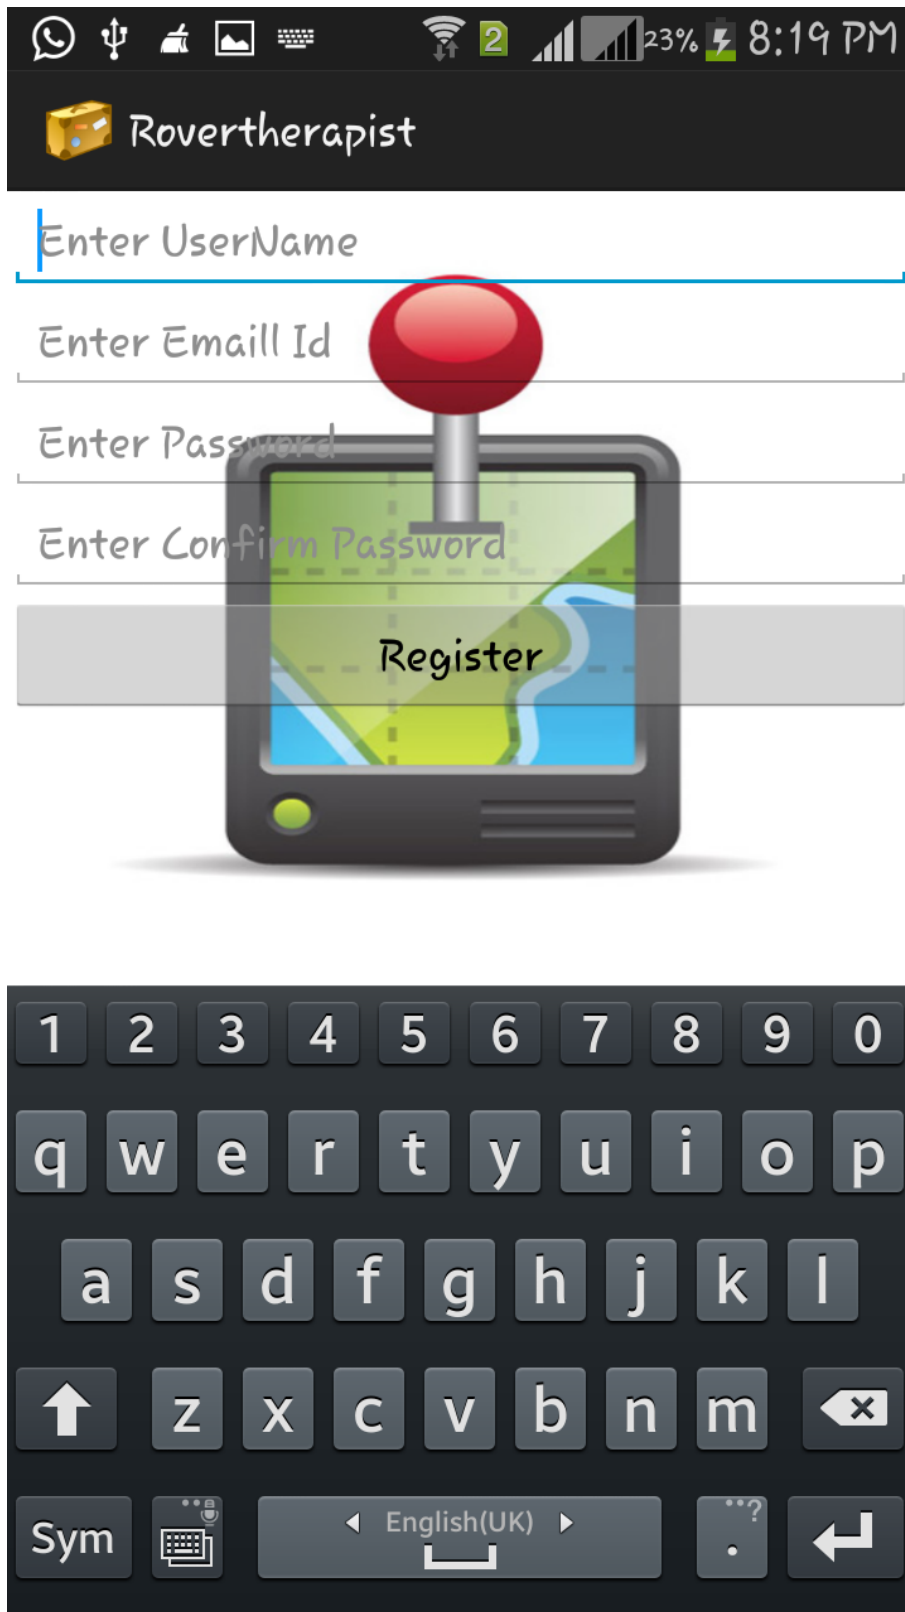 2 23% 8:19 PM
Rovertherapist
Enter UserName
Enter Emaill Id
Enter Password
Enter Confirm Password
Register
1 2 3 4 5 6 7 8 9 0
q w e r t y u i o p
a s d f g h j k l
z x c v b n m
Sym English(UK) . ?